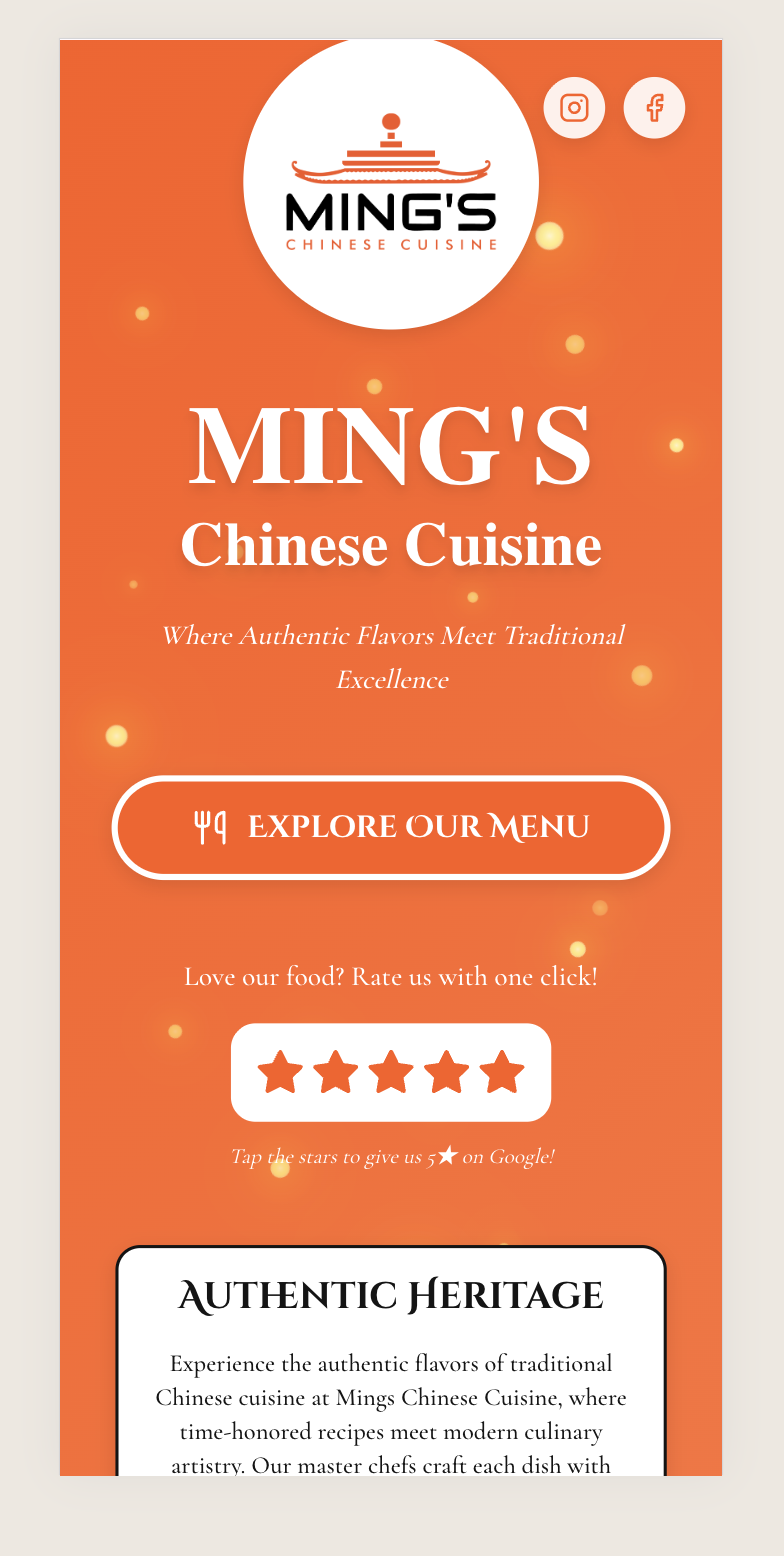 MING'S
CHINESE CUISINE
MING'S
Chinese Cuisine
Where Authentic Flavors Meet Traditional
Excellence
Explore Our Menu
Love our food? Rate us with one click!
Tap the stars to give us 5★ on Google!
Authentic Heritage
Experience the authentic flavors of traditional
Chinese cuisine at Mings Chinese Cuisine, where
time-honored recipes meet modern culinary
artistry. Our master chefs craft each dish with